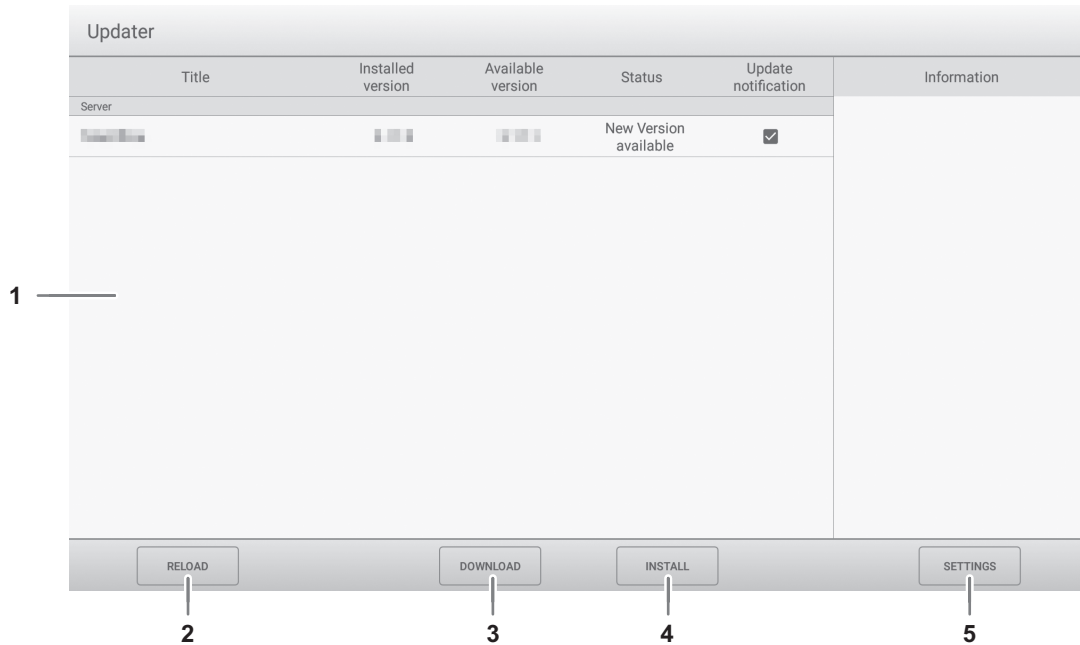 Updater
Title
Installed version
Available version
Status
Update notification
Information
Server
New Version available
1
RELOAD
DOWNLOAD
INSTALL
SETTINGS
2
3
4
5